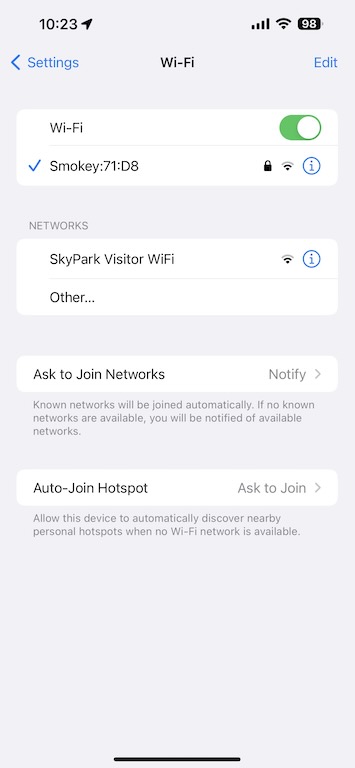 10:23
98
Settings
Wi-Fi
Edit
Wi-Fi
Smokey:71:D8
NETWORKS
SkyPark Visitor WiFi
Other...
Ask to Join Networks
Notify
Known networks will be joined automatically. If no known
networks are available, you will be notified of available
networks.
Auto-Join Hotspot
Ask to Join
Allow this device to automatically discover nearby
personal hotspots when no Wi-Fi network is available.